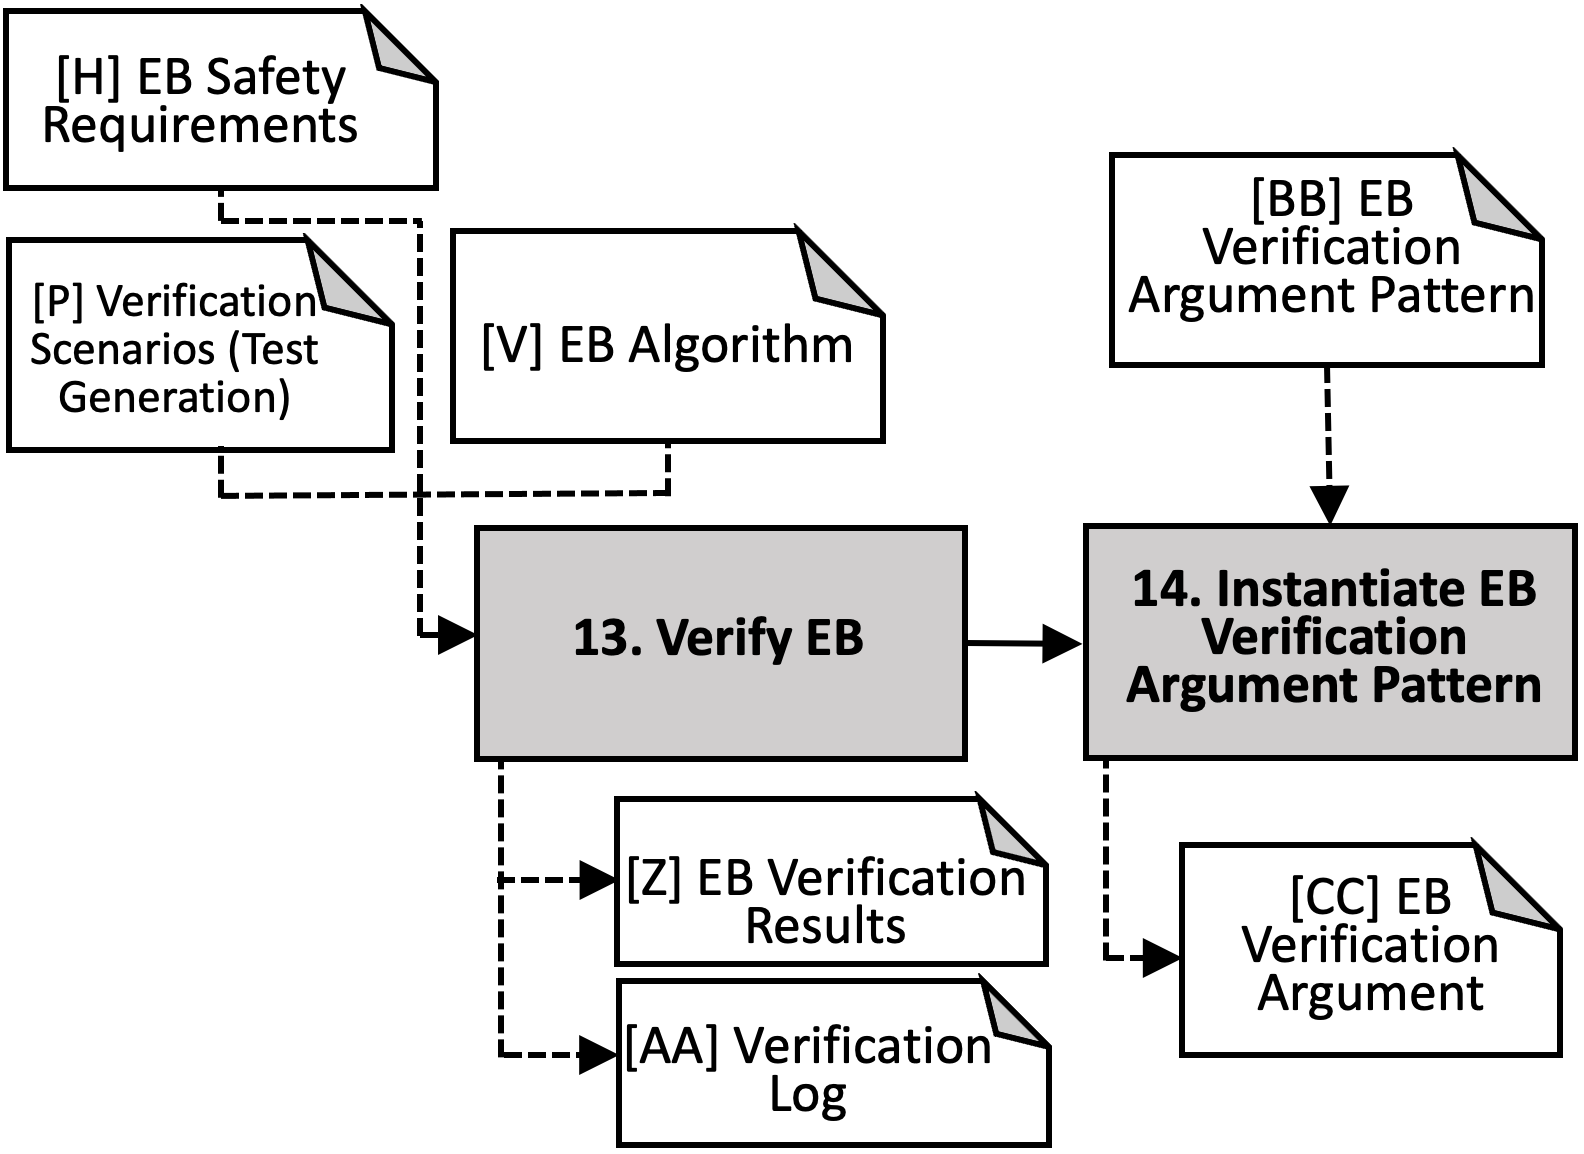 [H] EB Safety
Requirements
[P] Verification
Scenarios (Test
Generation)
[V] EB Algorithm
[BB] EB
Verification
Argument Pattern
13. Verify EB
14. Instantiate EB
Verification
Argument Pattern
[Z] EB Verification
Results
[AA] Verification
Log
[CC] EB
Verification
Argument